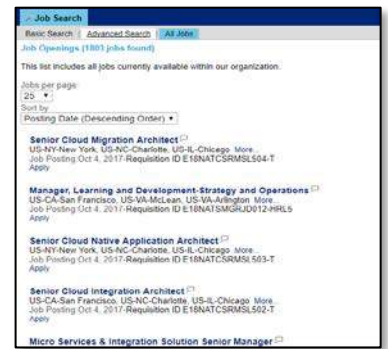 Job Search
Basic Search | Advanced Search | All Jobs
Job Openings (1803 jobs found)
This list includes all jobs currently available within our organization.
Jobs per page
25
Sort by
Posting Date (Descending Order)
Senior Cloud Migration Architect
US-NY-New York, US-NC-Charlotte, US-IL-Chicago More...
Job Posting Oct 4, 2017-Requisition ID E18NATCSRMSL504-T
Apply
Manager, Learning and Development-Strategy and Operations
US-CA-San Francisco, US-VA-McLean, US-VA-Arlington More...
Job Posting Oct 4, 2017-Requisition ID E18NATSMGRJD012-HRL5
Apply
Senior Cloud Native Application Architect
US-NY-New York, US-NC-Charlotte, US-IL-Chicago More...
Job Posting Oct 4, 2017-Requisition ID E18NATCSRMSL503-T
Apply
Senior Cloud Integration Architect
US-CA-San Francisco, US-NC-Charlotte, US-IL-Chicago More...
Job Posting Oct 4, 2017-Requisition ID E18NATCSRMSL502-T
Apply
Micro Services & Integration Solution Senior Manager